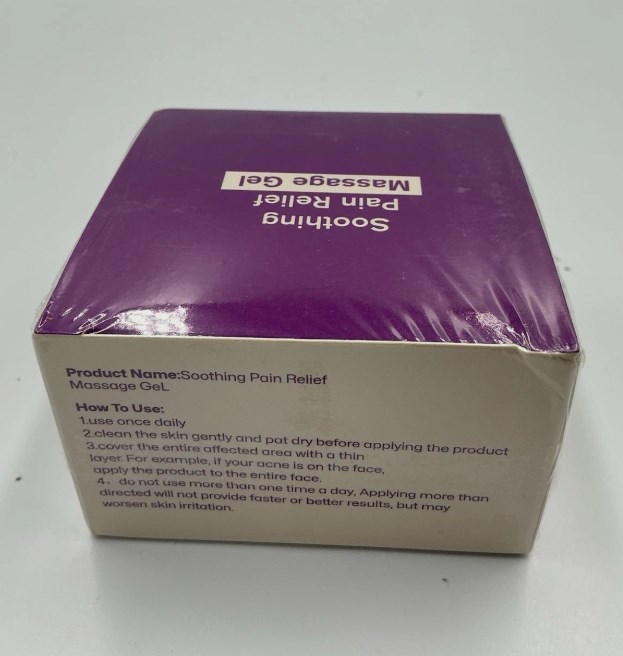 Soothing
Pain Relief
Massage Gel
Product Name:Soothing Pain Relief
Massage GeL.
How To Use:
1.use once daily
2.clean the skin gently and pat dry before applying the product
3.cover the entire affected area with a thin
layer. For example, if your acne is on the face,
apply the product to the entire face.
4. do not use more than one time a day, Applying more than
directed will not provide faster or better results, but may
worsen skin irritation.